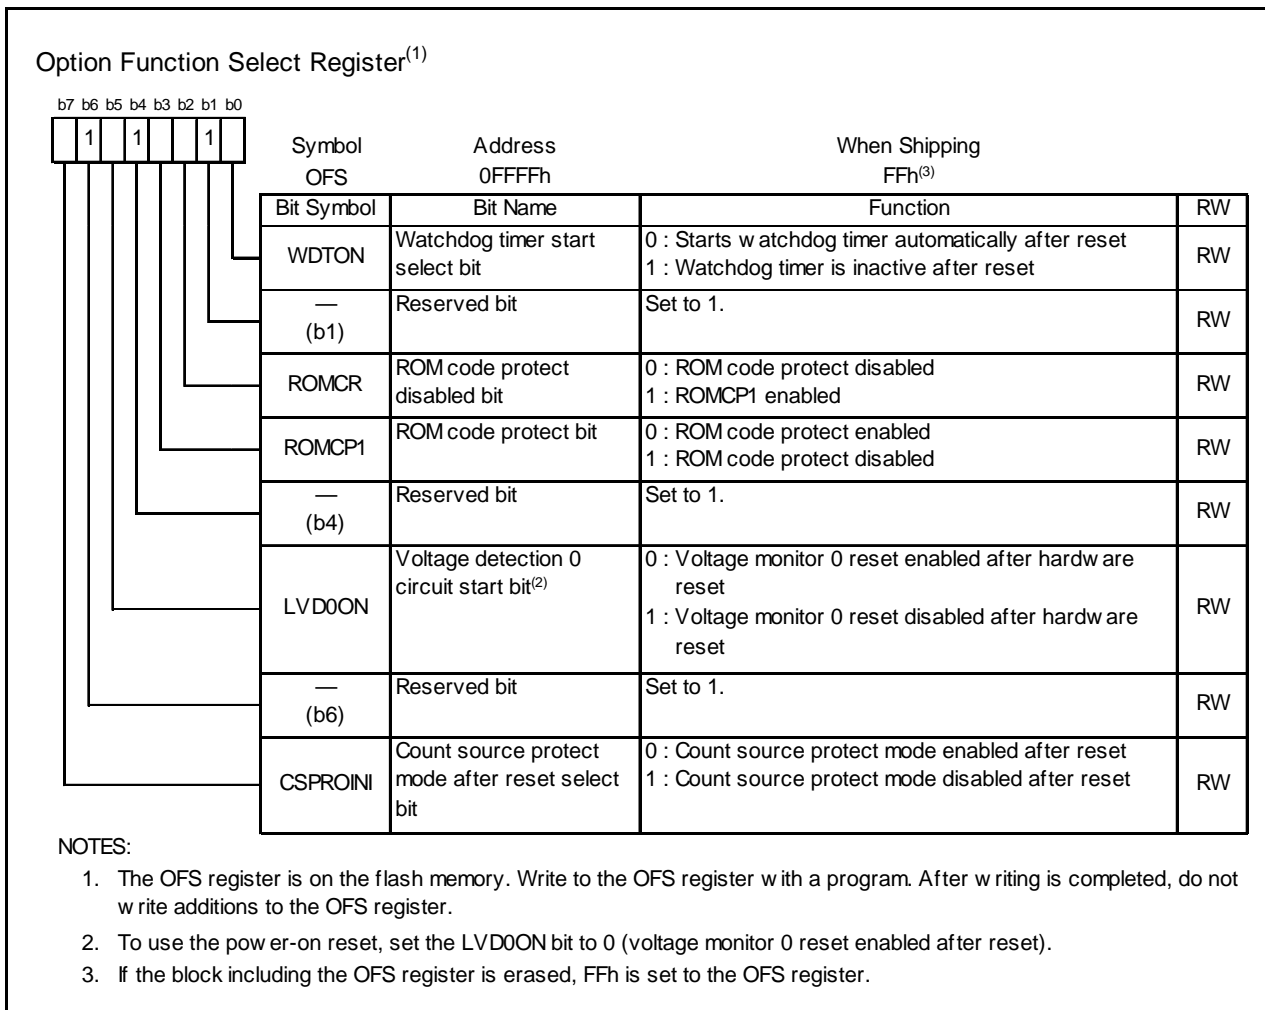 Option Function Select Register(1)
b7 b6 b5 b4 b3 b2 b1 b0
1 1 1
Symbol Address When Shipping
OFS 0FFFFh FFh(3)
Bit Symbol Bit Name Function RW
WDTON Watchdog timer start select bit 0 : Starts watchdog timer automatically after reset RW
1 : Watchdog timer is inactive after reset
— (b1) Reserved bit Set to 1. RW
ROMCR ROM code protect disabled bit 0 : ROM code protect disabled RW
1 : ROMCP1 enabled
ROMCP1 ROM code protect bit 0 : ROM code protect enabled RW
1 : ROM code protect disabled
— (b4) Reserved bit Set to 1. RW
LVD0ON Voltage detection 0 circuit start bit(2) 0 : Voltage monitor 0 reset enabled after hardware reset RW
1 : Voltage monitor 0 reset disabled after hardware reset
— (b6) Reserved bit Set to 1. RW
CSPROINI Count source protect mode after reset select bit 0 : Count source protect mode enabled after reset RW
1 : Count source protect mode disabled after reset
NOTES:
1. The OFS register is on the flash memory. Write to the OFS register with a program. After writing is completed, do not
write additions to the OFS register.
2. To use the power-on reset, set the LVD0ON bit to 0 (voltage monitor 0 reset enabled after reset).
3. If the block including the OFS register is erased, FFh is set to the OFS register.